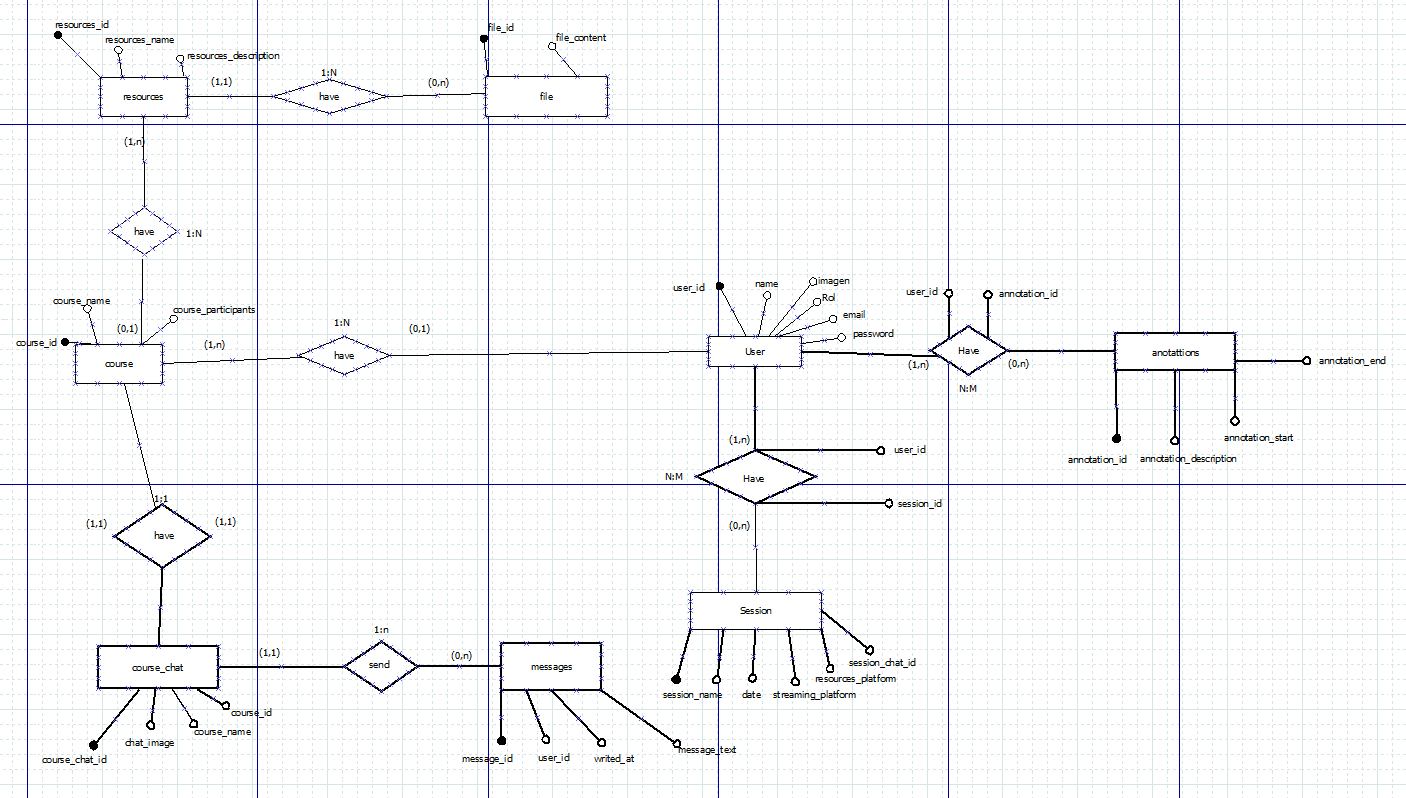 resources_id
file_id
resources_name
file_content
resources_description
1:N
(1,1)
(0,n)
resources
have
file
(1,n)
have
1:N
user_id
name
imagen
Rol
user_id
annotation_id
course_name
course_participants
email
password
(0,1)
1:N
(0,1)
course_id
(1,n)
course
have
User
(1,n)
Have
(0,n)
anotattions
annotation_end
N:M
annotation_start
annotation_id
annotation_description
(1,n)
user_id
N:M
Have
session_id
1:1
(1,1)
(1,1)
have
(0,n)
Session
1:n
(1,1)
send
(0,n)
course_chat
messages
session_chat_id
resources_platform
session_name
date
streaming_platform
course_id
course_name
chat_image
course_chat_id
message_text
message_id
user_id
writed_at